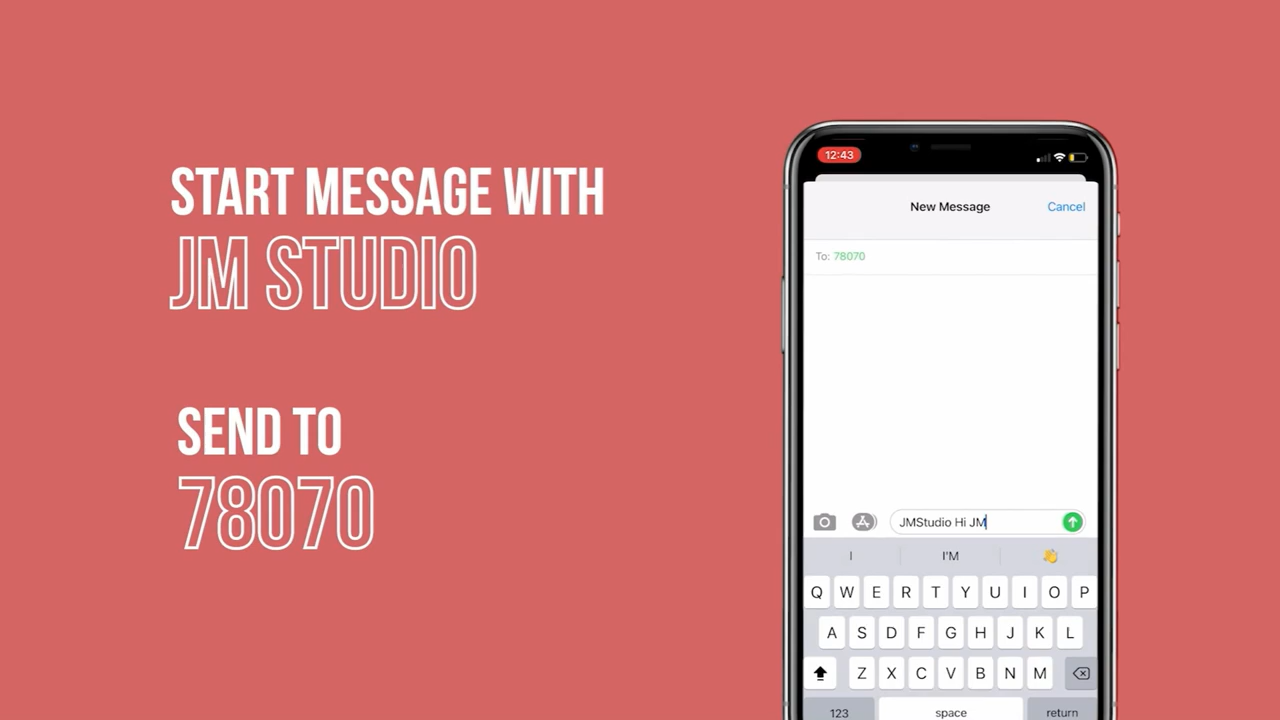 START MESSAGE WITH
JM STUDIO
SEND TO
78070
12:43
New Message
Cancel
To: 78070
JMStudio Hi JM
I
I'M
Q W E R T Y U I O P
A S D F G H J K L
Z X C V B N M
123
space
return